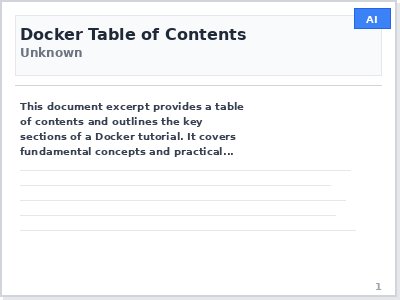 AI
Docker Table of Contents
Unknown
This document excerpt provides a table
of contents and outlines the key
sections of a Docker tutorial. It covers
fundamental concepts and practical...
1